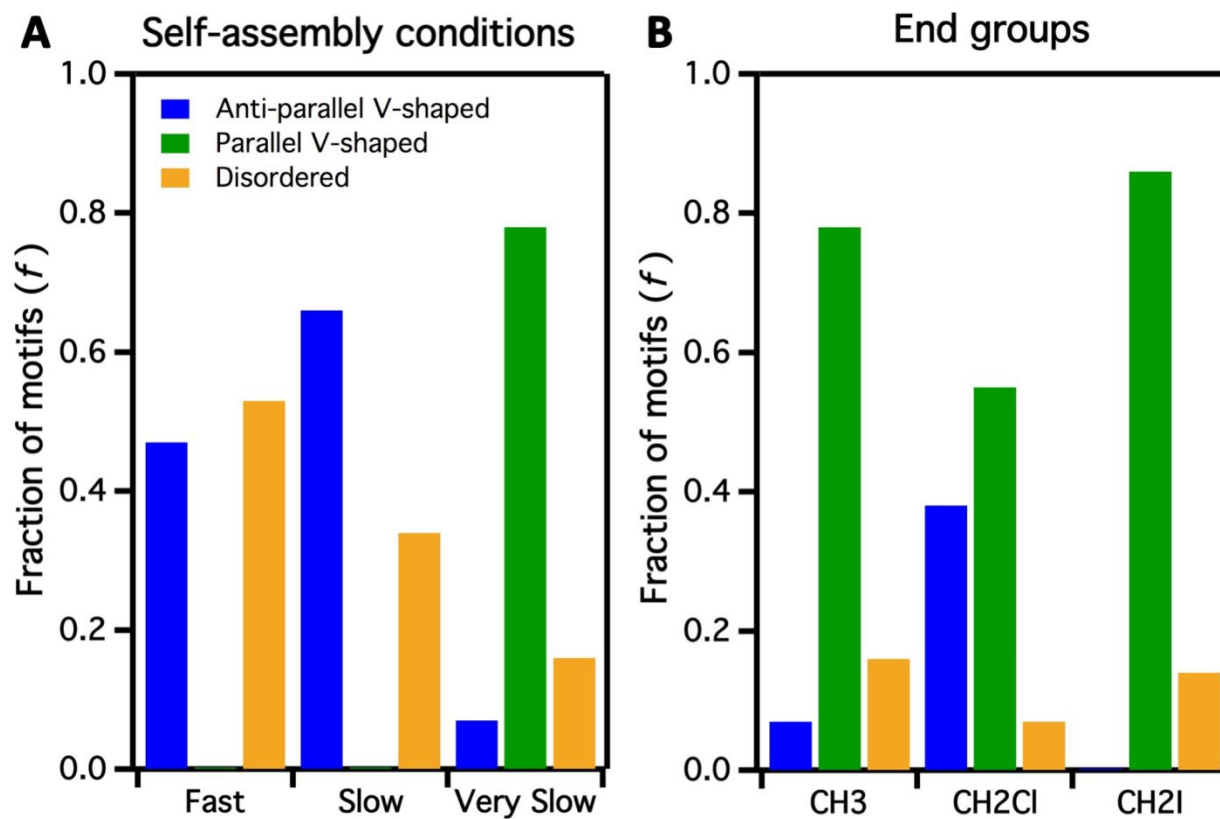 A Self-assembly conditions
1.0
0.8
0.6
0.4
0.2
0.0
Fraction of motifs (f)
Anti-parallel V-shaped
Parallel V-shaped
Disordered
Fast Slow Very Slow
B End groups
1.0
0.8
0.6
0.4
0.2
0.0
Fraction of motifs (f)
CH3 CH2Cl CH2I